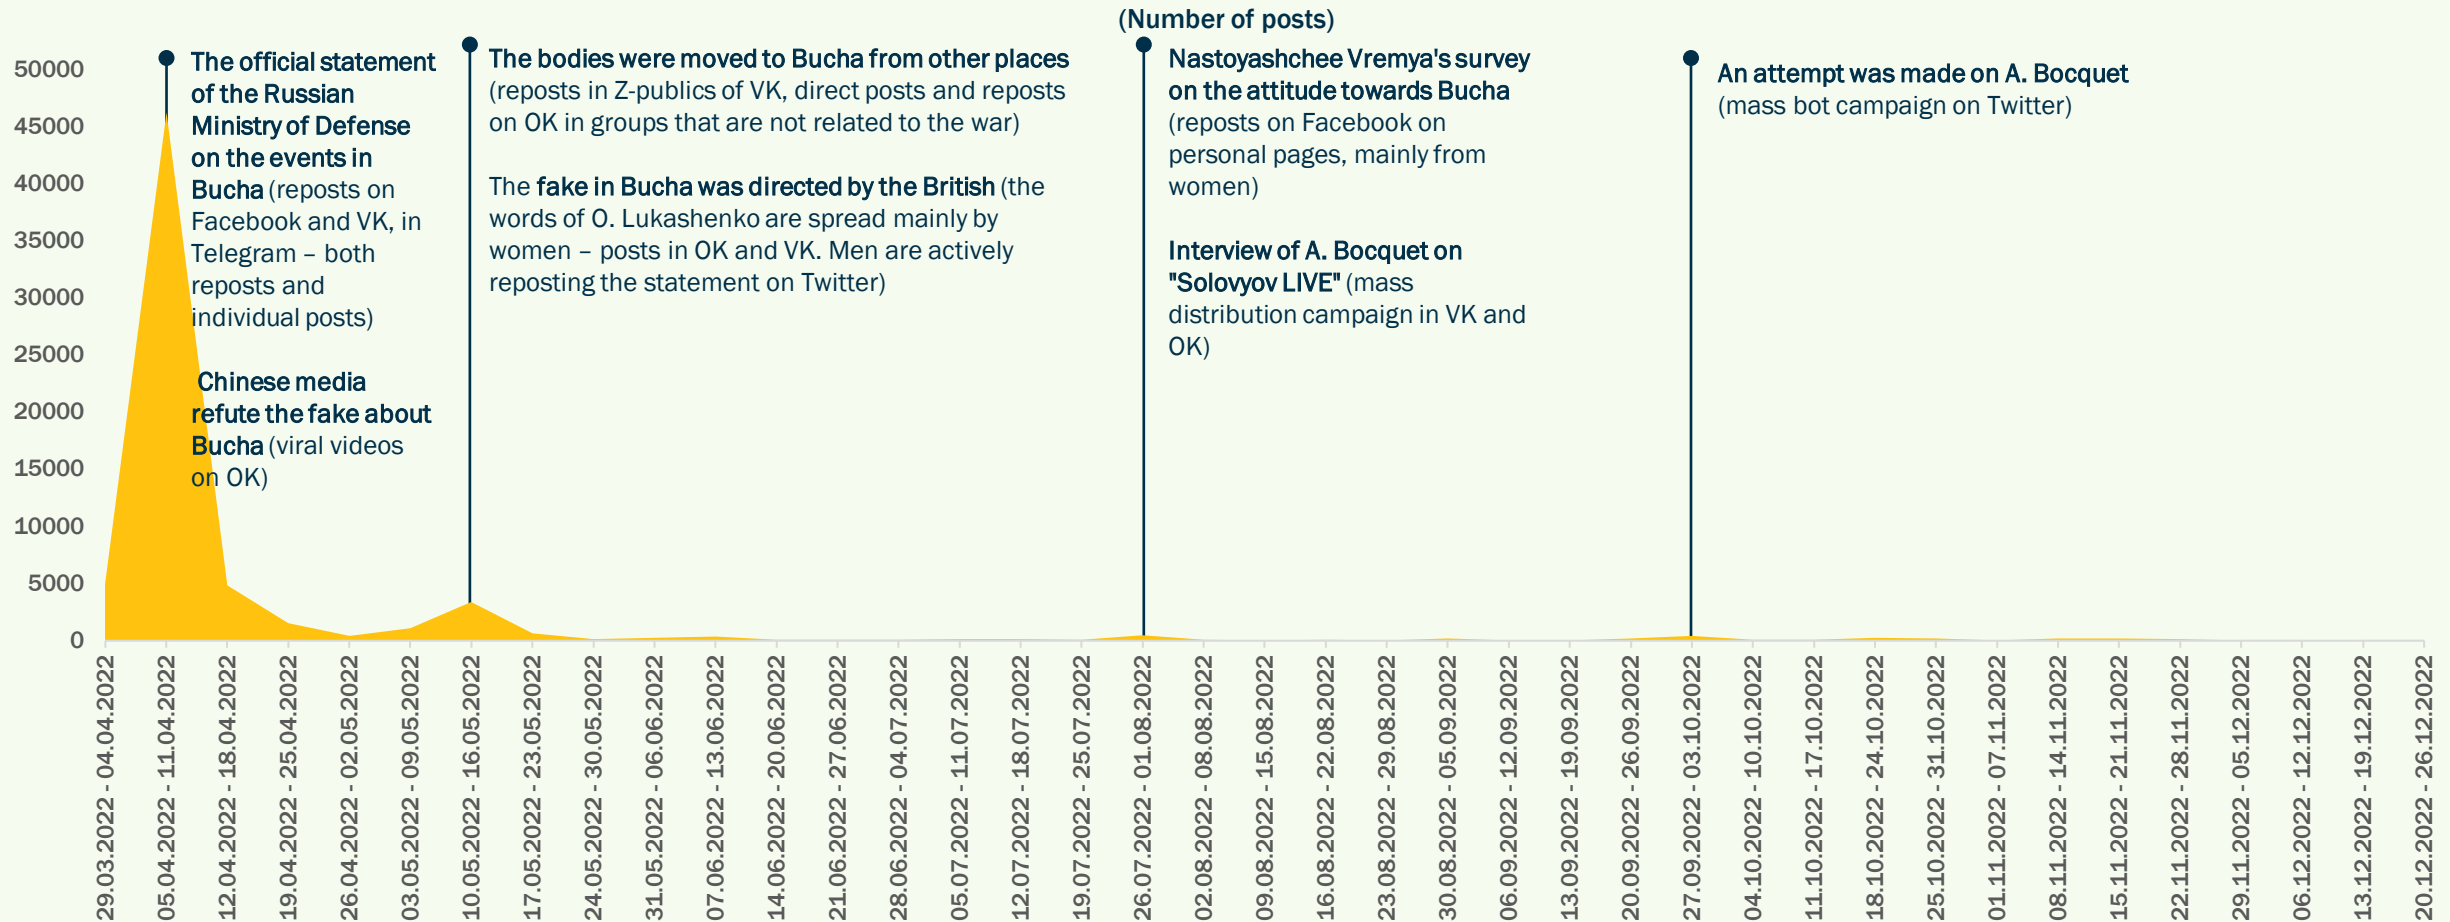 (Number of posts)
50000
45000
40000
35000
30000
25000
20000
15000
10000
5000
0
The official statement
of the Russian
Ministry of Defense
on the events in
Bucha (reposts on
Facebook and VK, in
Telegram – both
reposts and
individual posts)
Chinese media
refute the fake about
Bucha (viral videos
on OK)
The bodies were moved to Bucha from other places
(reposts in Z-publics of VK, direct posts and reposts
on OK in groups that are not related to the war)
The fake in Bucha was directed by the British (the
words of O. Lukashenko are spread mainly by
women – posts in OK and VK. Men are actively
reposting the statement on Twitter)
Nastoyashchee Vremya's survey
on the attitude towards Bucha
(reposts on Facebook on
personal pages, mainly from
women)
Interview of A. Bocquet on
"Solovyov LIVE" (mass
distribution campaign in VK and
OK)
An attempt was made on A. Bocquet
(mass bot campaign on Twitter)
29.03.2022 - 04.04.2022
05.04.2022 - 11.04.2022
12.04.2022 - 18.04.2022
19.04.2022 - 25.04.2022
26.04.2022 - 02.05.2022
03.05.2022 - 09.05.2022
10.05.2022 - 16.05.2022
17.05.2022 - 23.05.2022
24.05.2022 - 30.05.2022
31.05.2022 - 06.06.2022
07.06.2022 - 13.06.2022
14.06.2022 - 20.06.2022
21.06.2022 - 27.06.2022
28.06.2022 - 04.07.2022
05.07.2022 - 11.07.2022
12.07.2022 - 18.07.2022
19.07.2022 - 25.07.2022
26.07.2022 - 01.08.2022
02.08.2022 - 08.08.2022
09.08.2022 - 15.08.2022
16.08.2022 - 22.08.2022
23.08.2022 - 29.08.2022
30.08.2022 - 05.09.2022
06.09.2022 - 12.09.2022
13.09.2022 - 19.09.2022
20.09.2022 - 26.09.2022
27.09.2022 - 03.10.2022
04.10.2022 - 10.10.2022
11.10.2022 - 17.10.2022
18.10.2022 - 24.10.2022
25.10.2022 - 31.10.2022
01.11.2022 - 07.11.2022
08.11.2022 - 14.11.2022
15.11.2022 - 21.11.2022
22.11.2022 - 28.11.2022
29.11.2022 - 05.12.2022
06.12.2022 - 12.12.2022
13.12.2022 - 19.12.2022
20.12.2022 - 26.12.2022